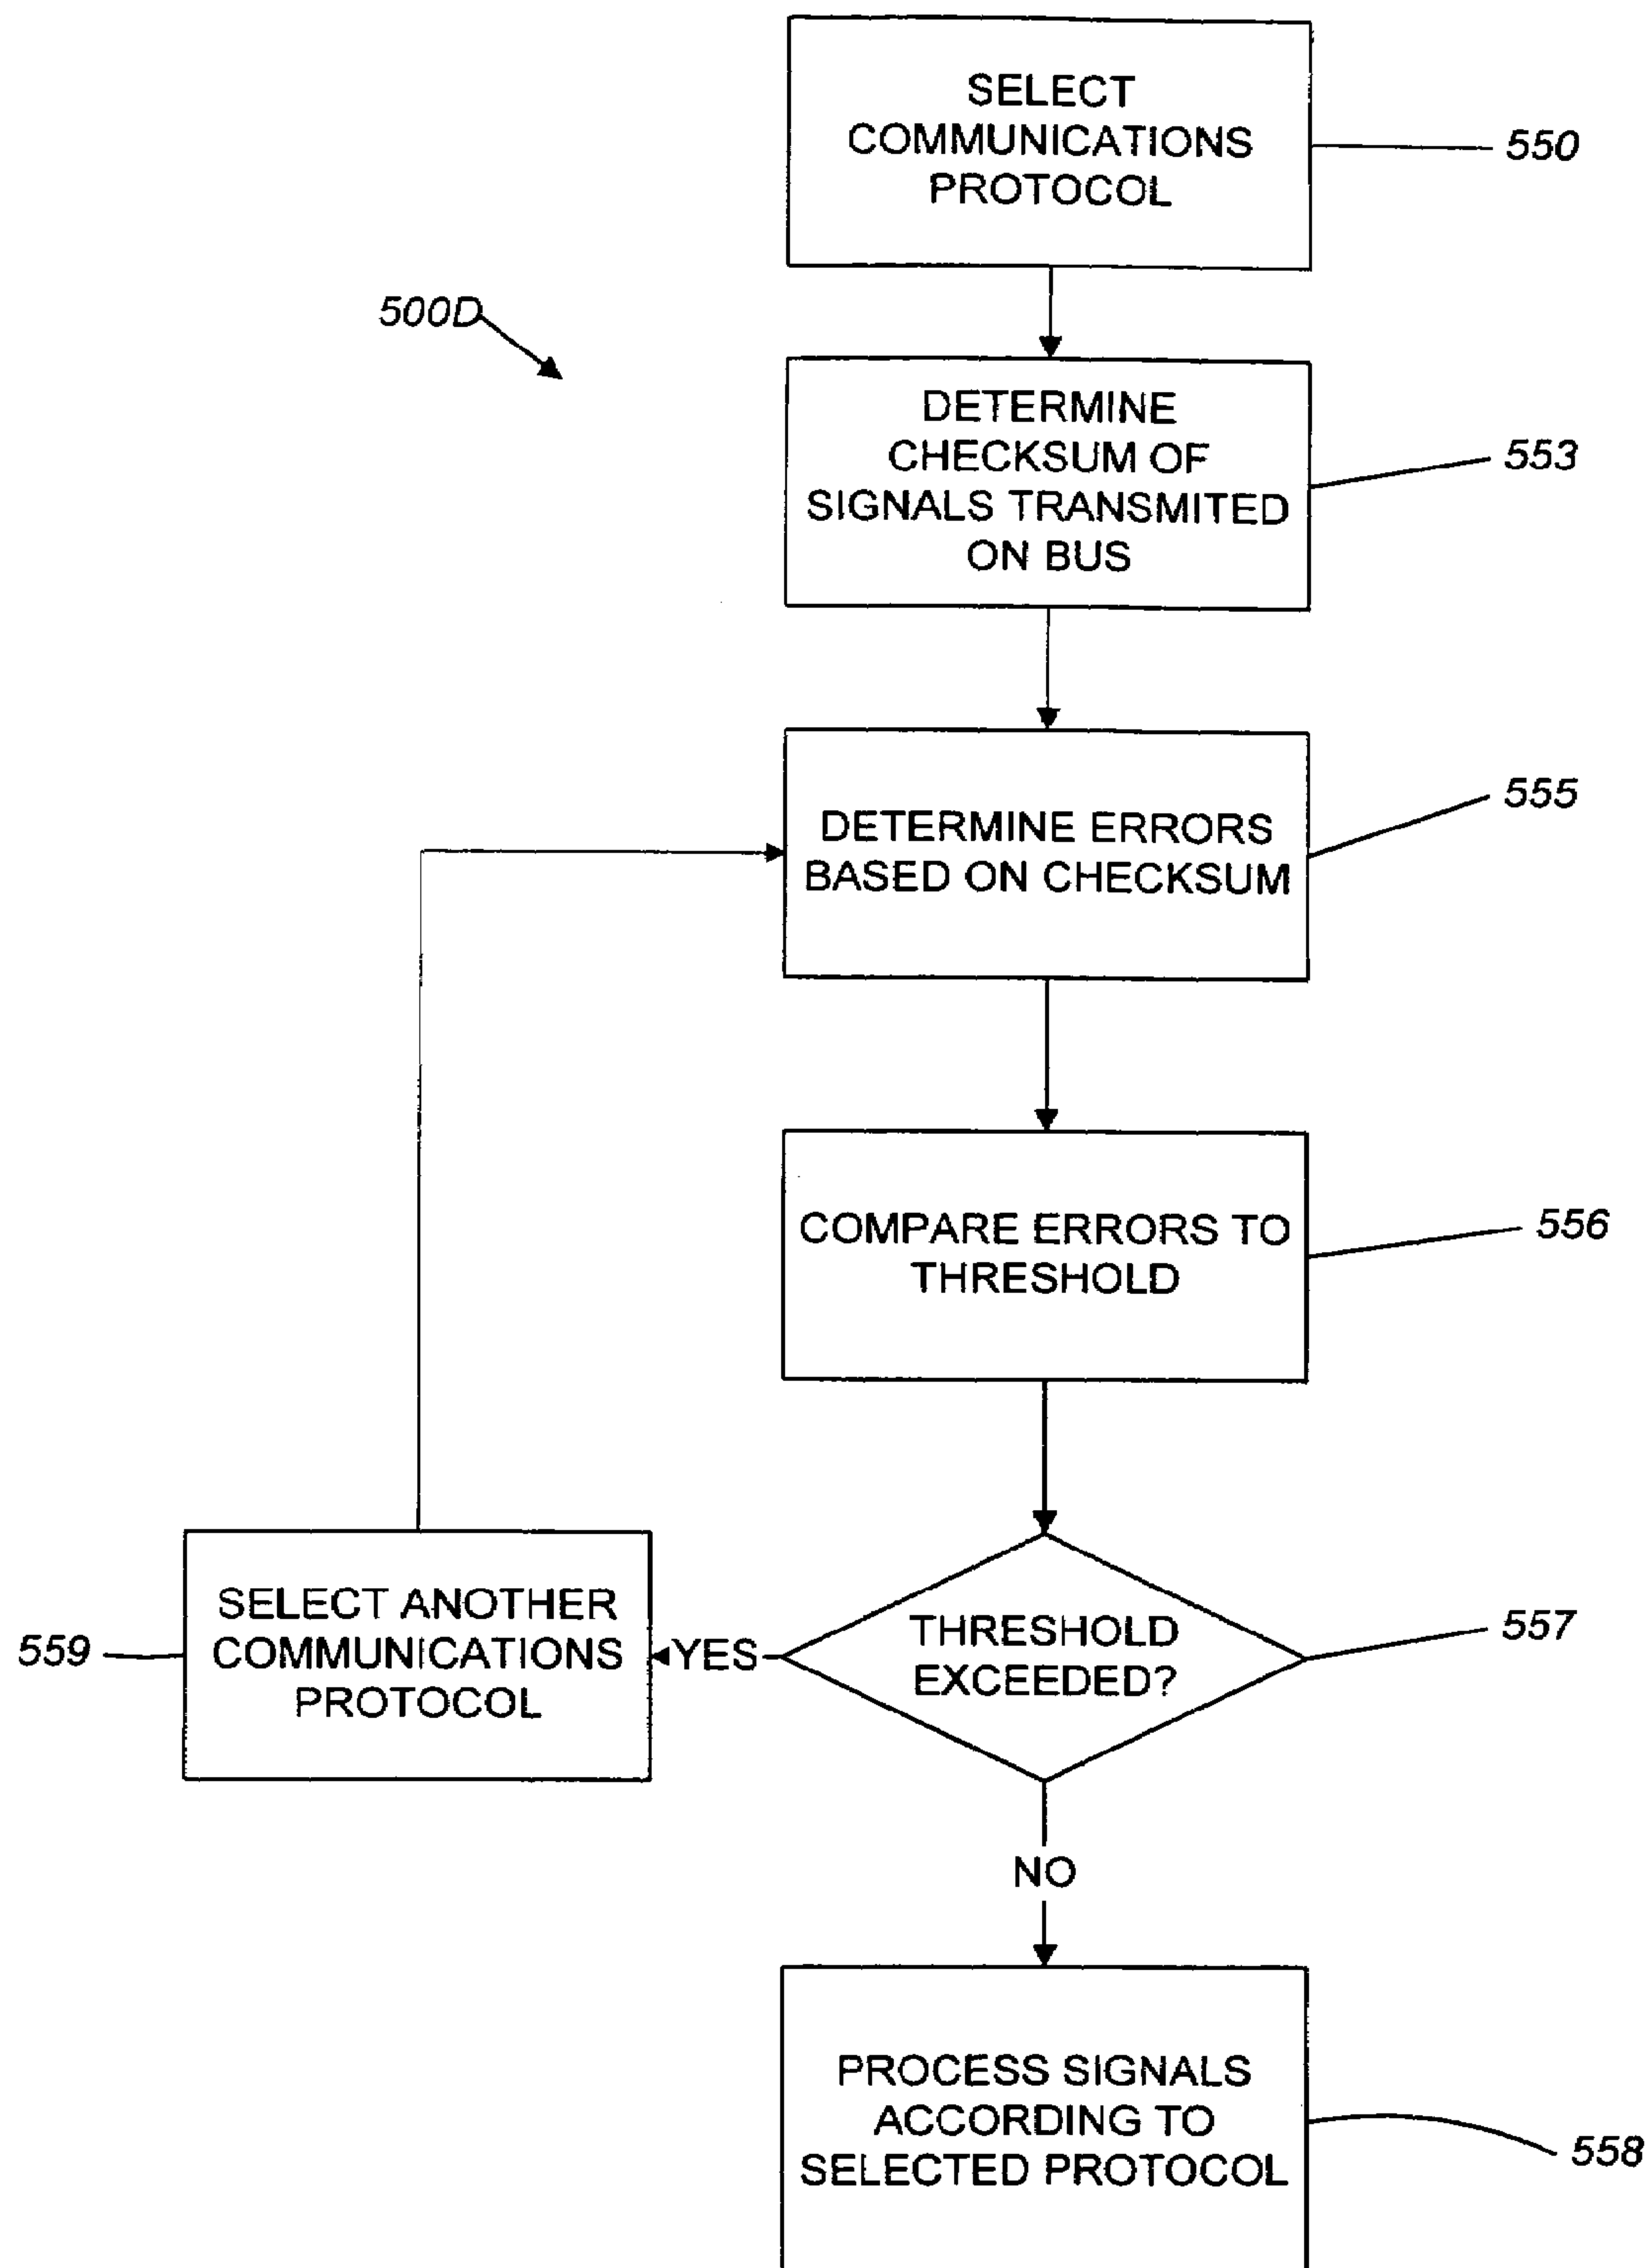 SELECT
COMMUNICATIONS
PROTOCOL
550
500D
DETERMINE
CHECKSUM OF
SIGNALS TRANSMITED
ON BUS
553
DETERMINE ERRORS
BASED ON CHECKSUM
555
COMPARE ERRORS TO
THRESHOLD
556
THRESHOLD
EXCEEDED?
557
YES
SELECT ANOTHER
COMMUNICATIONS
PROTOCOL
559
NO
PROCESS SIGNALS
ACCORDING TO
SELECTED PROTOCOL
558